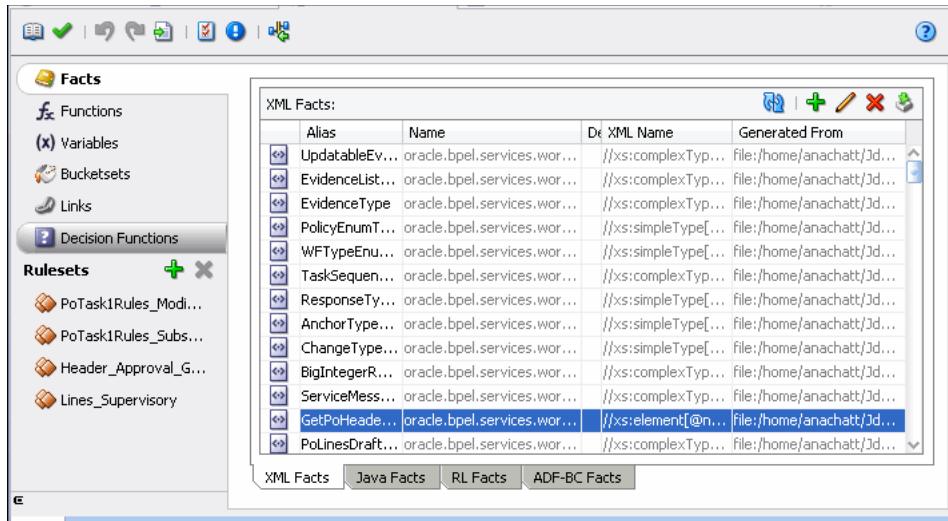 Facts
fx Functions
(x) Variables
Bucketsets
Links
Decision Functions
Rulesets
PoTask1Rules_Modi...
PoTask1Rules_Subs...
Header_Approval_G...
Lines_Supervisory
XML Facts:
Alias Name De XML Name Generated From
UpdatableEv... oracle.bpel.services.wor... //xs:complexTyp... file:/home/anachatt/Jd...
EvidenceList... oracle.bpel.services.wor... //xs:complexTyp... file:/home/anachatt/Jd...
EvidenceType oracle.bpel.services.wor... //xs:complexTyp... file:/home/anachatt/Jd...
PolicyEnumT... oracle.bpel.services.wor... //xs:simpleType[... file:/home/anachatt/Jd...
WFTypeEnu... oracle.bpel.services.wor... //xs:simpleType[... file:/home/anachatt/Jd...
TaskSequen... oracle.bpel.services.wor... //xs:complexTyp... file:/home/anachatt/Jd...
ResponseTy... oracle.bpel.services.wor... //xs:simpleType[... file:/home/anachatt/Jd...
AnchorType... oracle.bpel.services.wor... //xs:simpleType[... file:/home/anachatt/Jd...
ChangeType... oracle.bpel.services.wor... //xs:simpleType[... file:/home/anachatt/Jd...
BigIntegerR... oracle.bpel.services.wor... //xs:complexTyp... file:/home/anachatt/Jd...
ServiceMess... oracle.bpel.services.wor... //xs:complexTyp... file:/home/anachatt/Jd...
GetPoHeade... oracle.bpel.services.wor... //xs:element[@n... file:/home/anachatt/Jd...
PoLinesDraft... oracle.bpel.services.wor... //xs:complexTyp... file:/home/anachatt/Jd...
XML Facts Java Facts RL Facts ADF-BC Facts